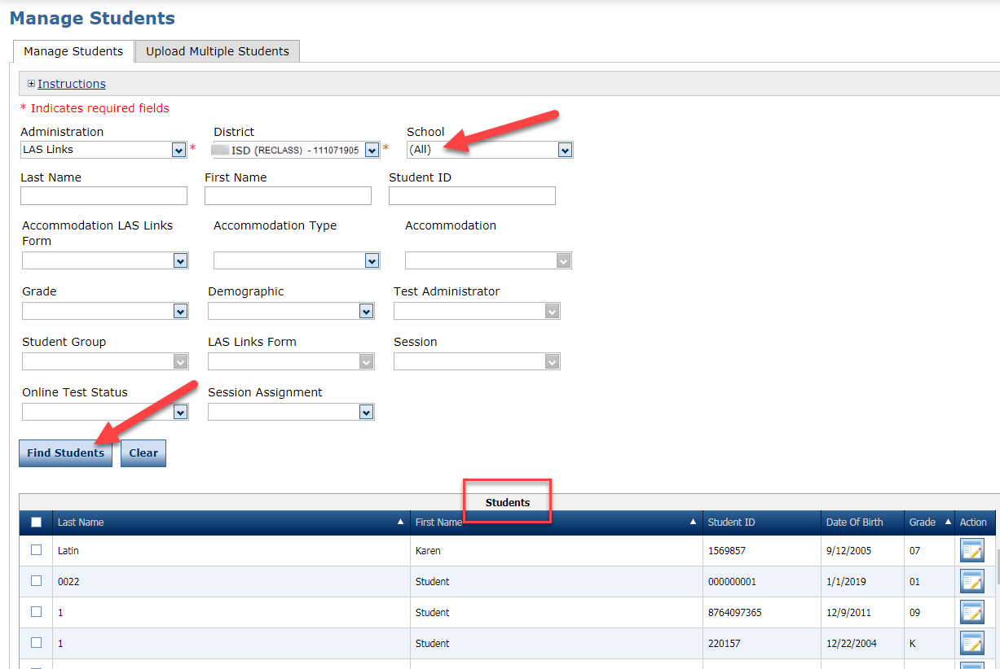 Manage Students
Manage Students Upload Multiple Students
Instructions
* Indicates required fields
Administration District School
LAS Links * ISD (RECLASS) - 111071905 * (All)
Last Name First Name Student ID
Accommodation LAS Links Form Accommodation Type Accommodation
Grade Demographic Test Administrator
Student Group LAS Links Form Session
Online Test Status Session Assignment
Find Students Clear
Students
Last Name First Name Student ID Date Of Birth Grade Action
Latin Karen 1569857 9/12/2005 07
0022 Student 000000001 1/1/2019 01
1 Student 8764097365 12/9/2011 09
1 Student 220157 12/22/2004 K